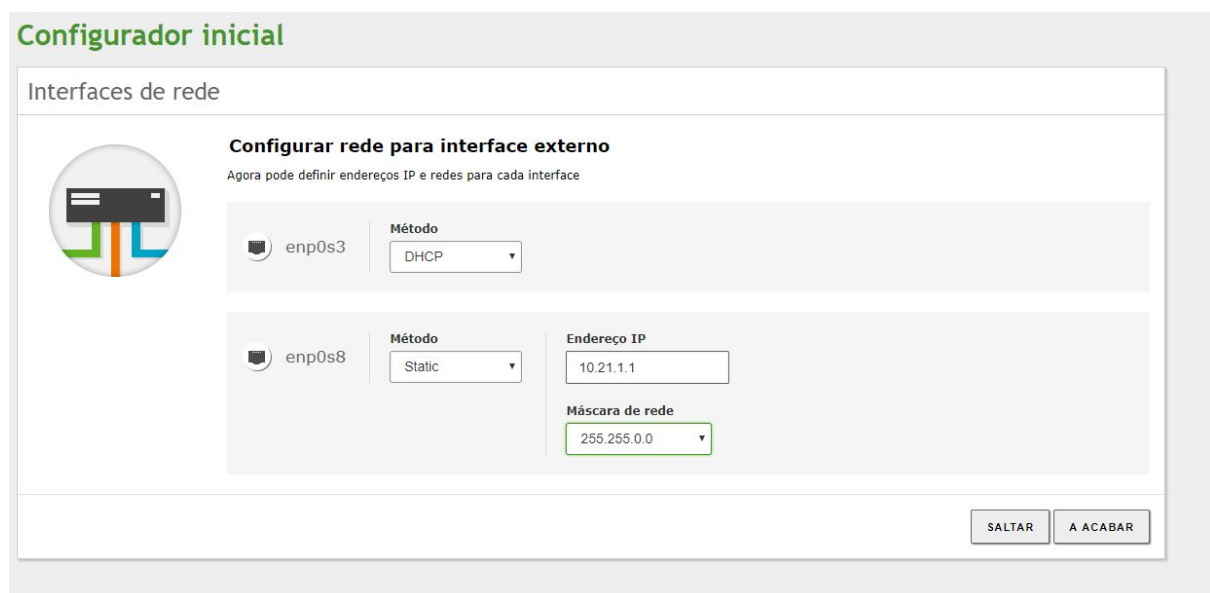 Configurador inicial
Interfaces de rede
Configurar rede para interface externo
Agora pode definir endereços IP e redes para cada interface
enp0s3
Método
DHCP
enp0s8
Método
Static
Endereço IP
10.21.1.1
Máscara de rede
255.255.0.0
SALTAR
A ACABAR